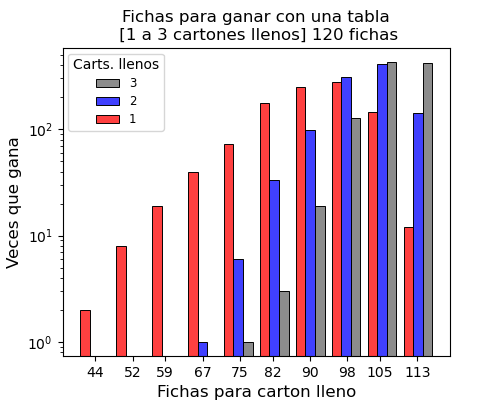 Fichas para ganar con una tabla
[1 a 3 cartones llenos] 120 fichas
Carts. llenos
3
2
1
Veces que gana
10²
10¹
10⁰
44 52 59 67 75 82 90 98 105 113
Fichas para carton lleno